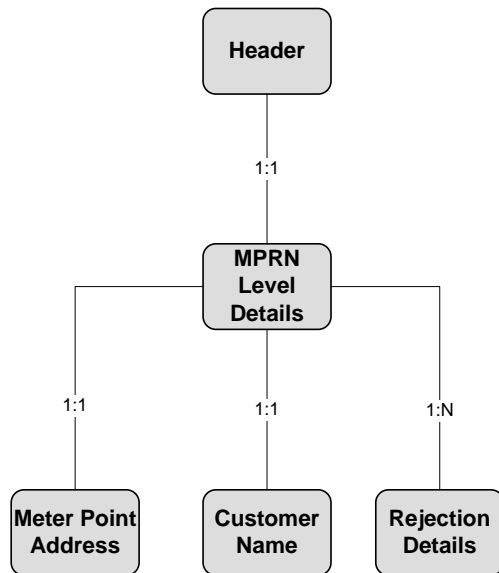 Header
1:1
MPRN
Level
Details
1:1
1:1
1:N
Meter Point
Address
Customer
Name
Rejection
Details